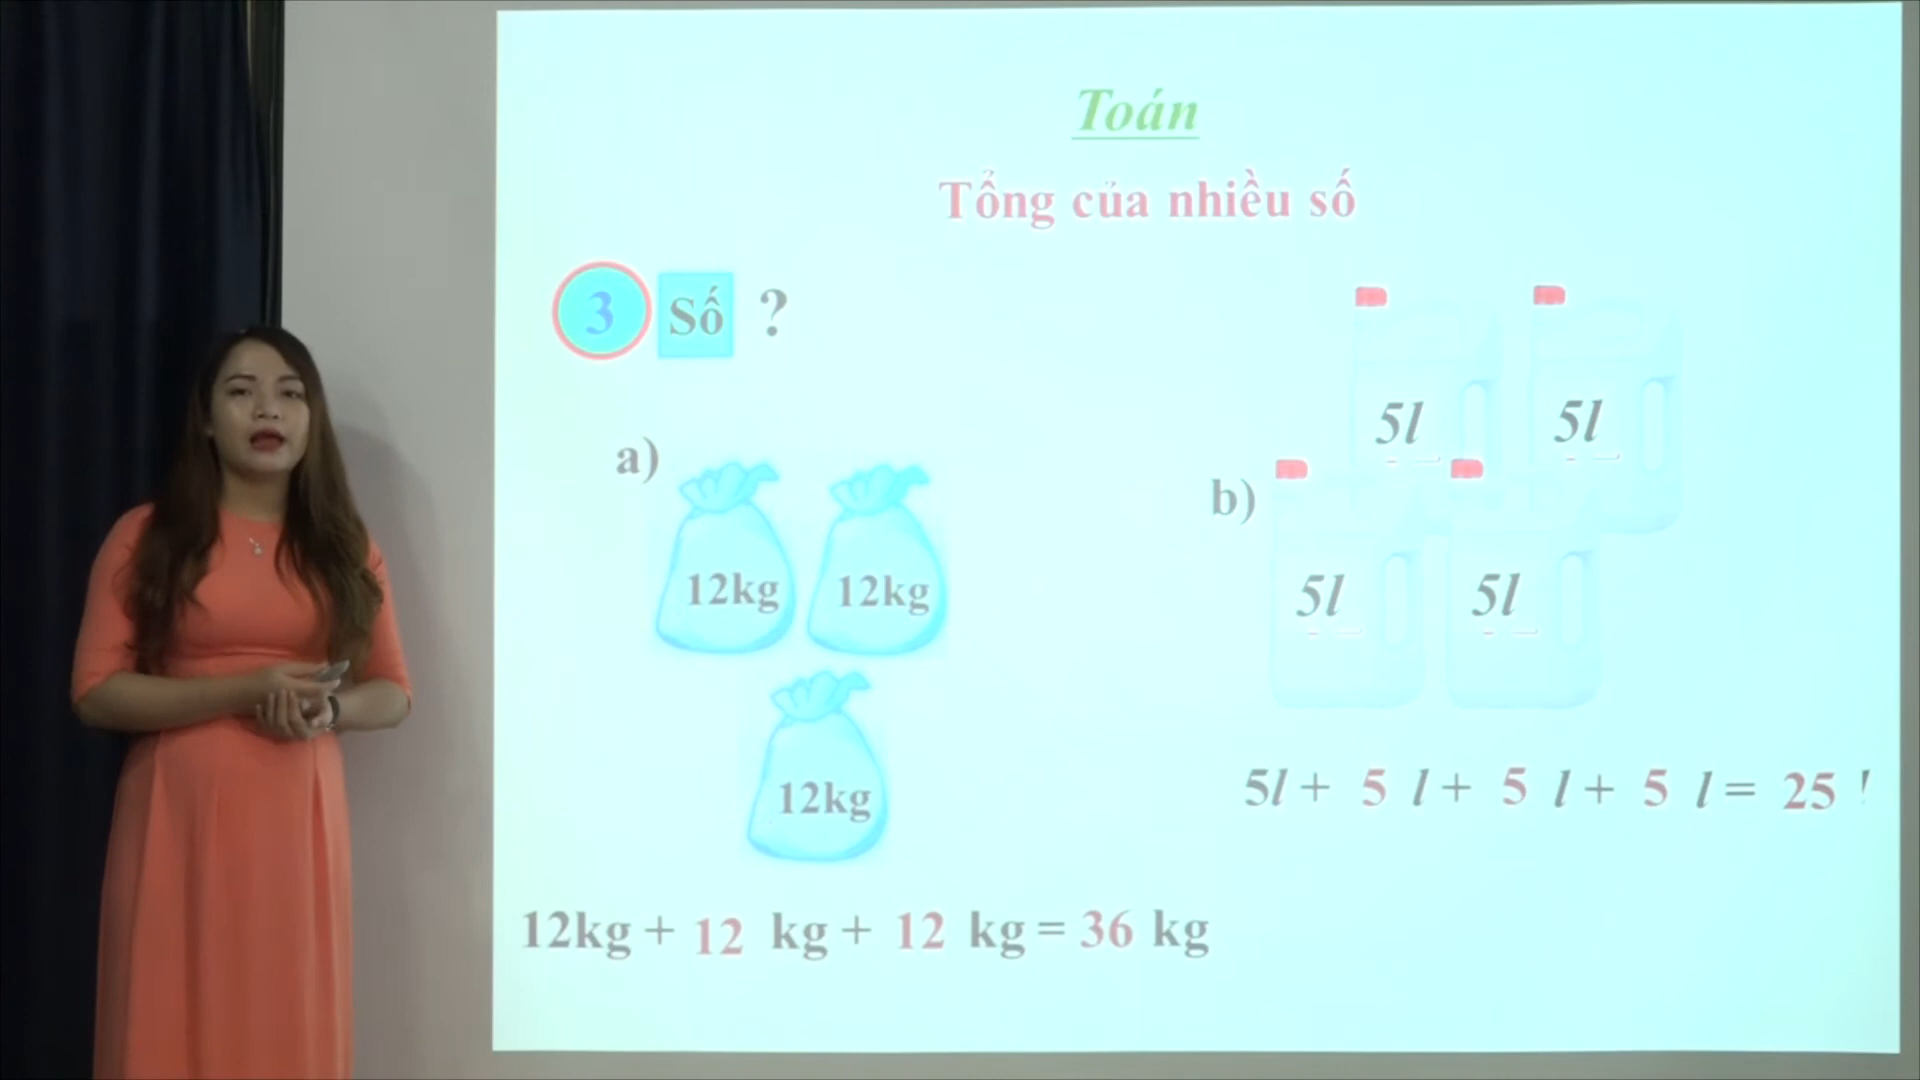 Toán
Tổng của nhiều số
3 Số ?
a)
12kg 12kg
12kg
12kg + 12 kg + 12 kg = 36 kg
b)
5l 5l
5l 5l
5l + 5 l + 5 l + 5 l = 25 l